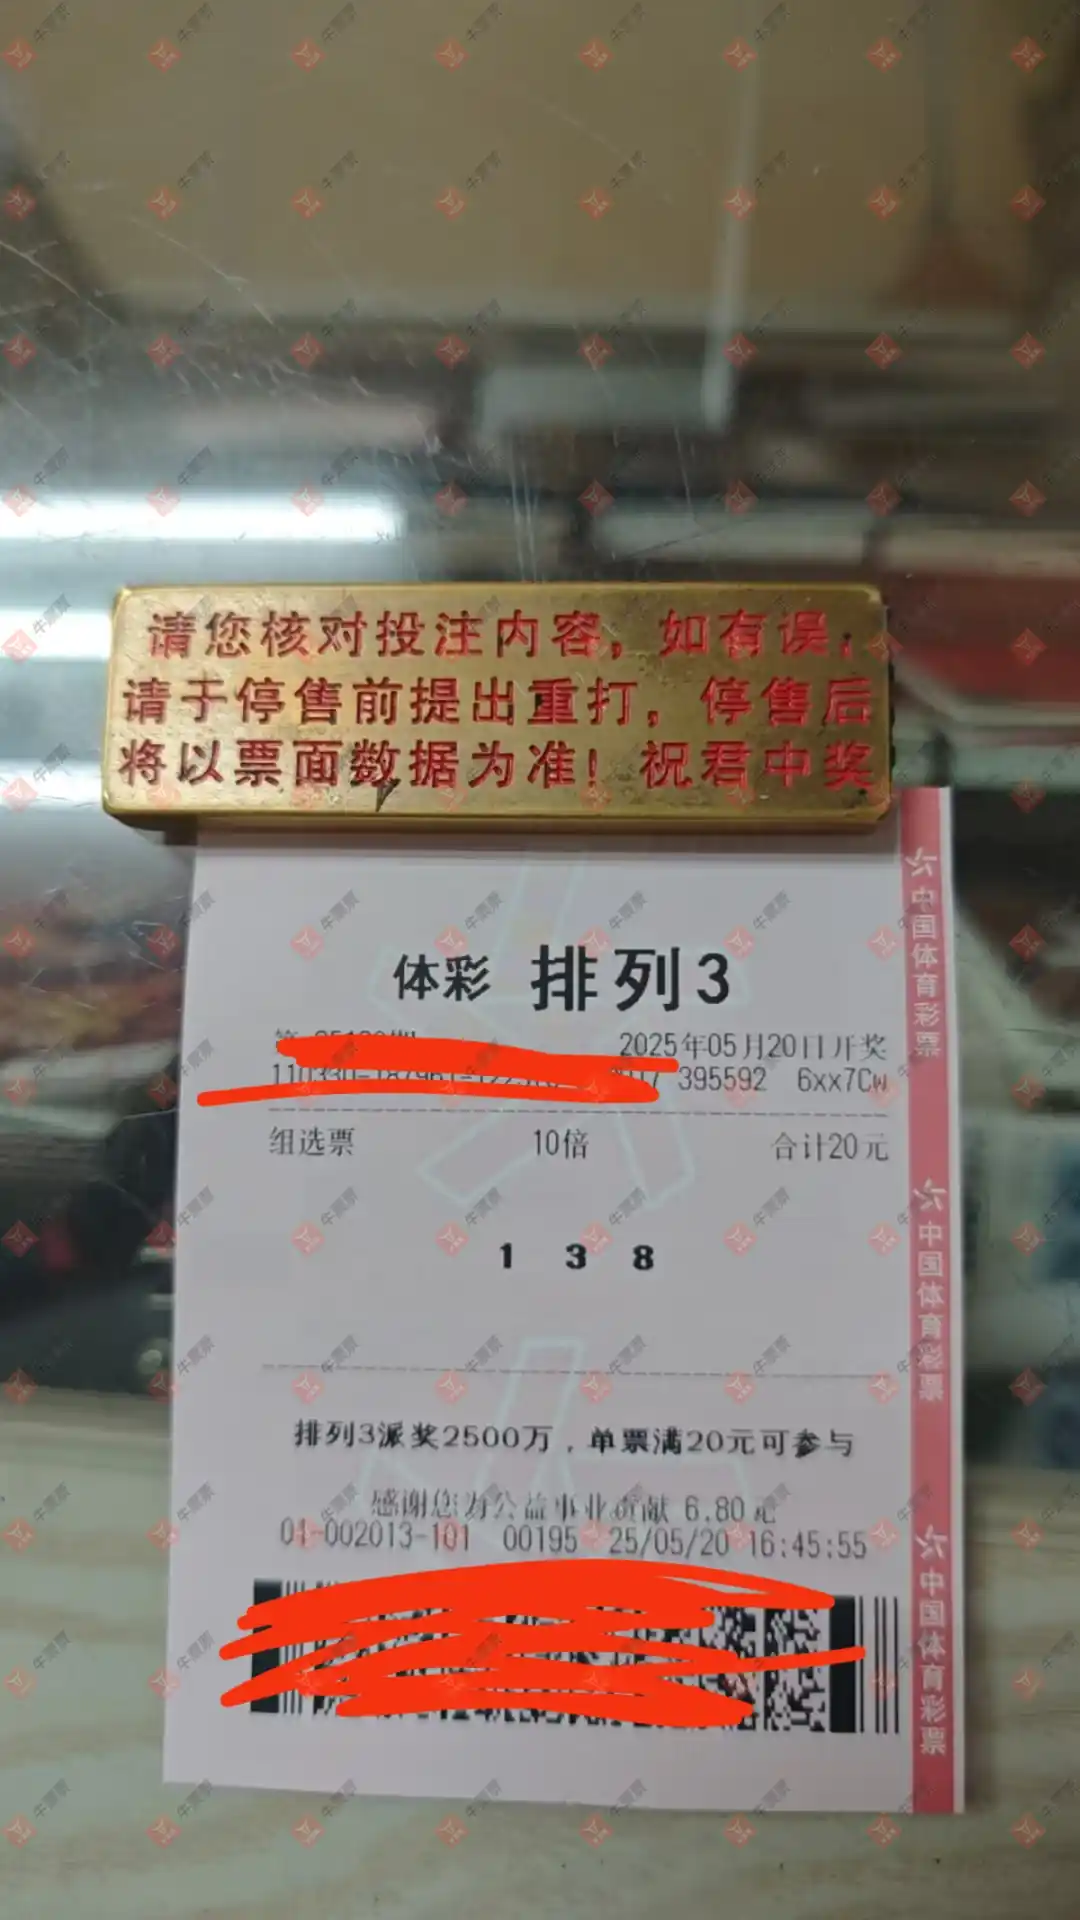 请您核对投注内容，如有误，
请于停售前提出重打，停售后
将以票面数据为准！祝君中奖
体彩 排列3
2025年05月20日开奖
395592 6xx7Cw
组选票 10倍 合计20元
1 3 8
排列3派奖2500万，单票满20元可参与
感谢您为公益事业贡献 6.80元
01-002013-101 00195 25/05/20 16:45:55
中国体育彩票
中国体育彩票
中国体育彩票
牛票票